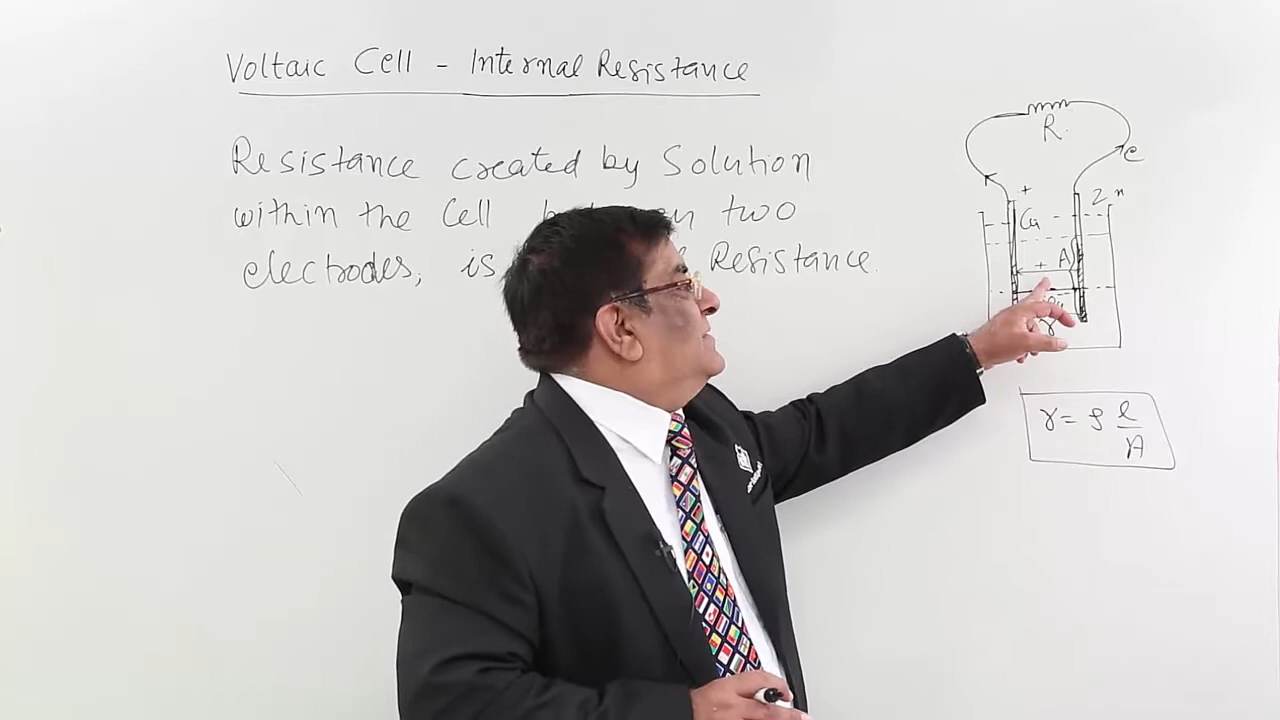 Voltaic Cell - Internal Resistance
Resistance created by Solution
within the Cell two
electrodes, is Resistance.
R.
e
+
Zn
Cu
+ A
r
r = ρ l/A